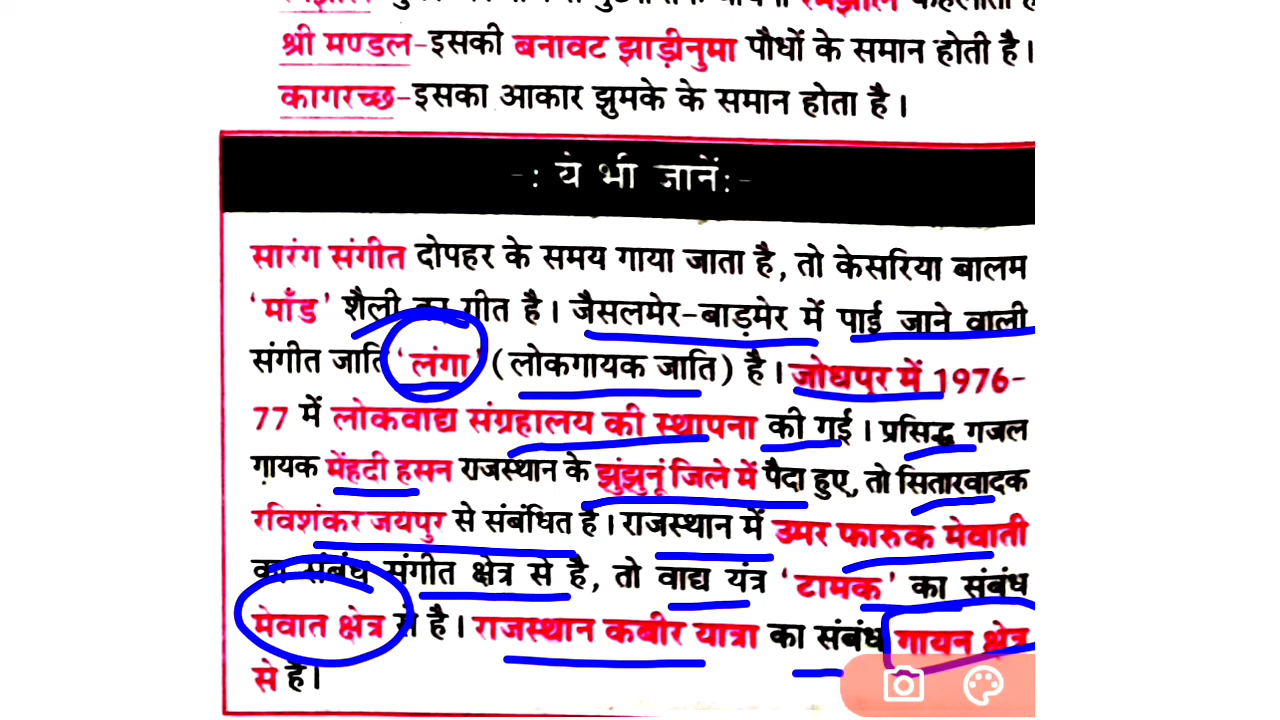 श्री मण्डल-इसकी बनावट झाड़ीनुमा पौधों के समान होती है।
कागरच्छ-इसका आकार झुमके के समान होता है।
-: ये भी जानें:-
सारंग संगीत दोपहर के समय गाया जाता है, तो केसरिया बालम
'माँड' शैली का गीत है। जैसलमेर-बाड़मेर में पाई जाने वाली
संगीत जाति 'लंगा' (लोकगायक जाति) है। जोधपुर में 1976-
77 में लोकवाद्य संग्रहालय की स्थापना की गई। प्रसिद्ध गजल
गायक मेंहदी हसन राजस्थान के झुंझुनूं जिले में पैदा हुए, तो सितारवादक
रविशंकर जयपुर से संबंधित है। राजस्थान में उमर फारुक मेवाती
का संबंध संगीत क्षेत्र से है, तो वाद्य यंत्र 'टामक' का संबंध
मेवात क्षेत्र से है। राजस्थान कबीर यात्रा का संबंध गायन क्षेत्र
से है।